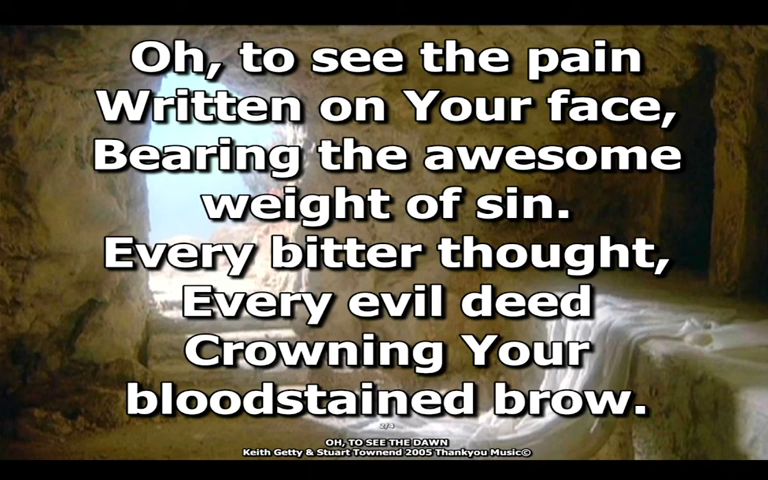 Oh, to see the pain
Written on Your face,
Bearing the awesome
weight of sin.
Every bitter thought,
Every evil deed
Crowning Your
bloodstained brow.
2/4
OH, TO SEE THE DAWN
Keith Getty & Stuart Townend 2005 Thankyou Music©